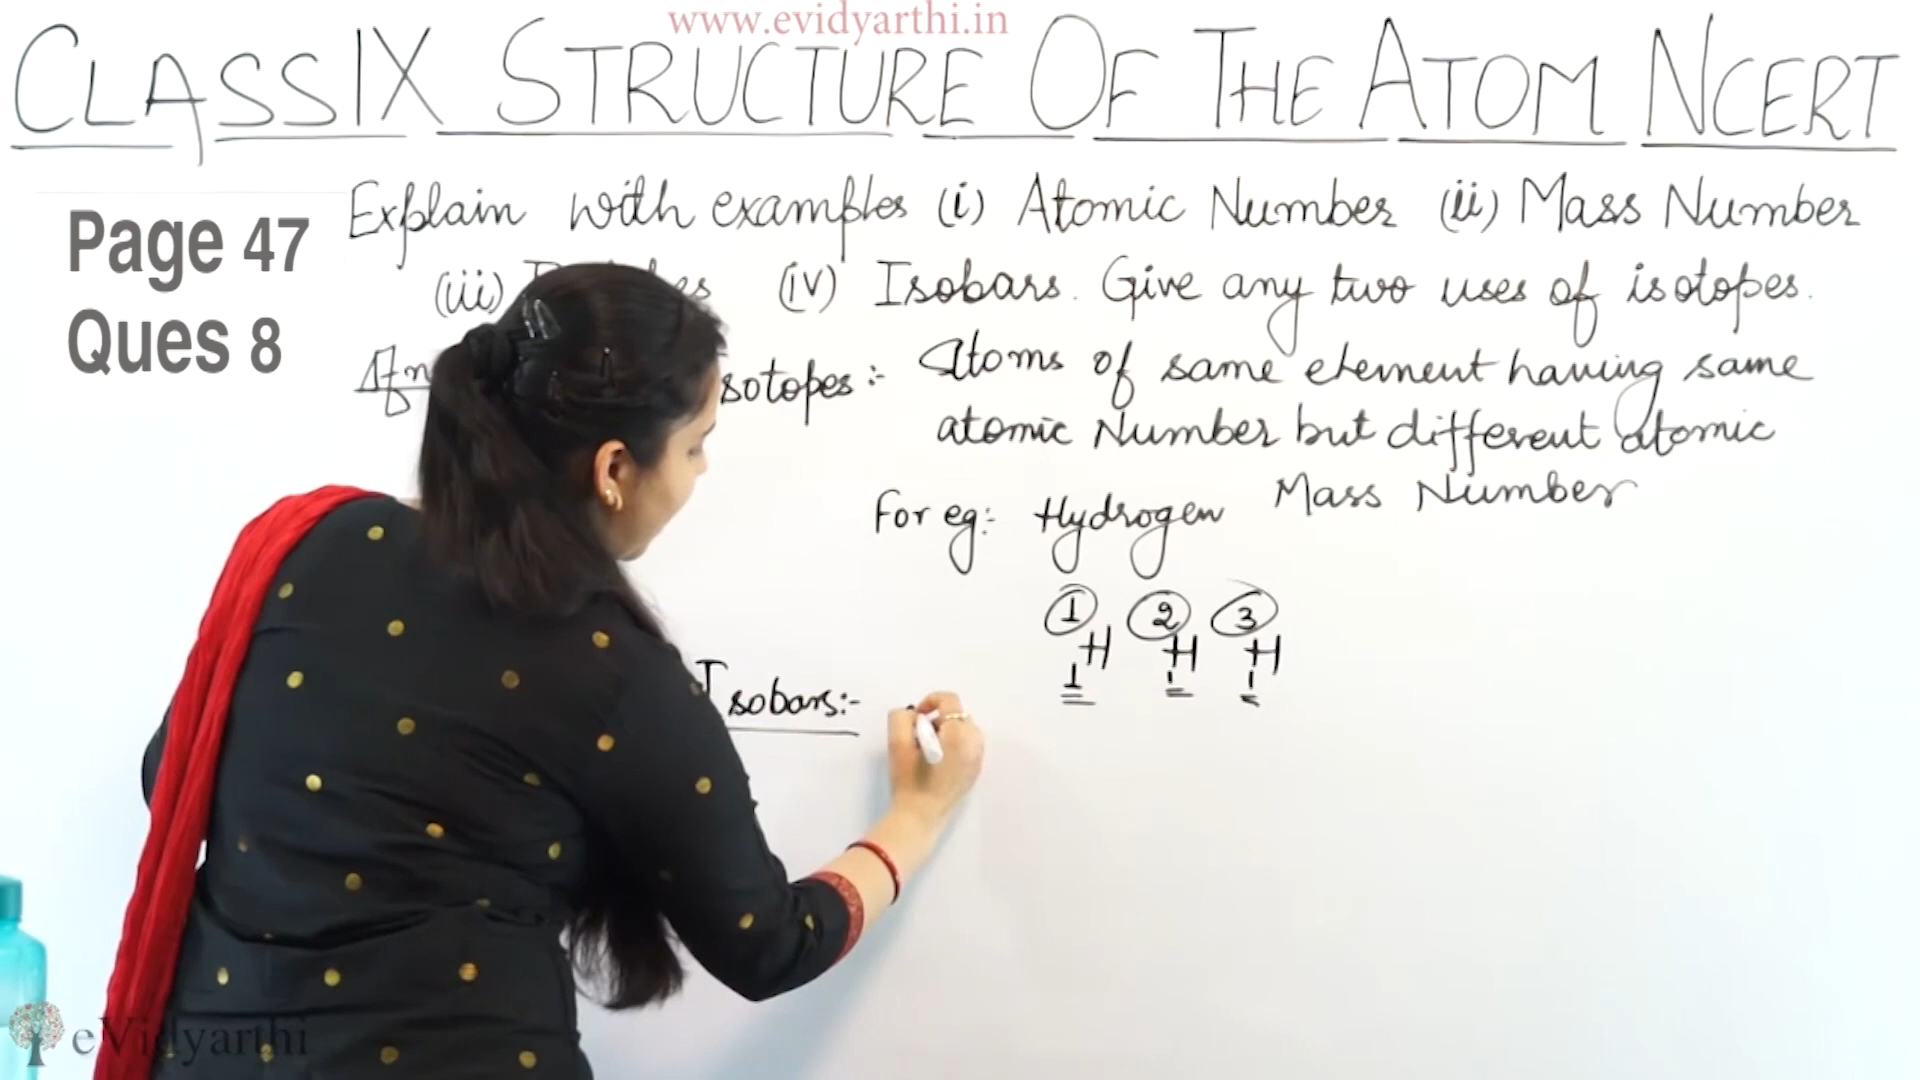 www.evidyarthi.in
CLASS IX STRUCTURE OF THE ATOM NCERT
Page 47
Ques 8
Explain with examples (i) Atomic Number (ii) Mass Number
(iii) (iv) Isobars. Give any two uses of isotopes.
sotopes:- Atoms of same element having same
atomic Number but different atomic
Mass Number
For eg:- Hydrogen
1 2 3
H H H
1 1 1
Isobars:-
eVidyarthi